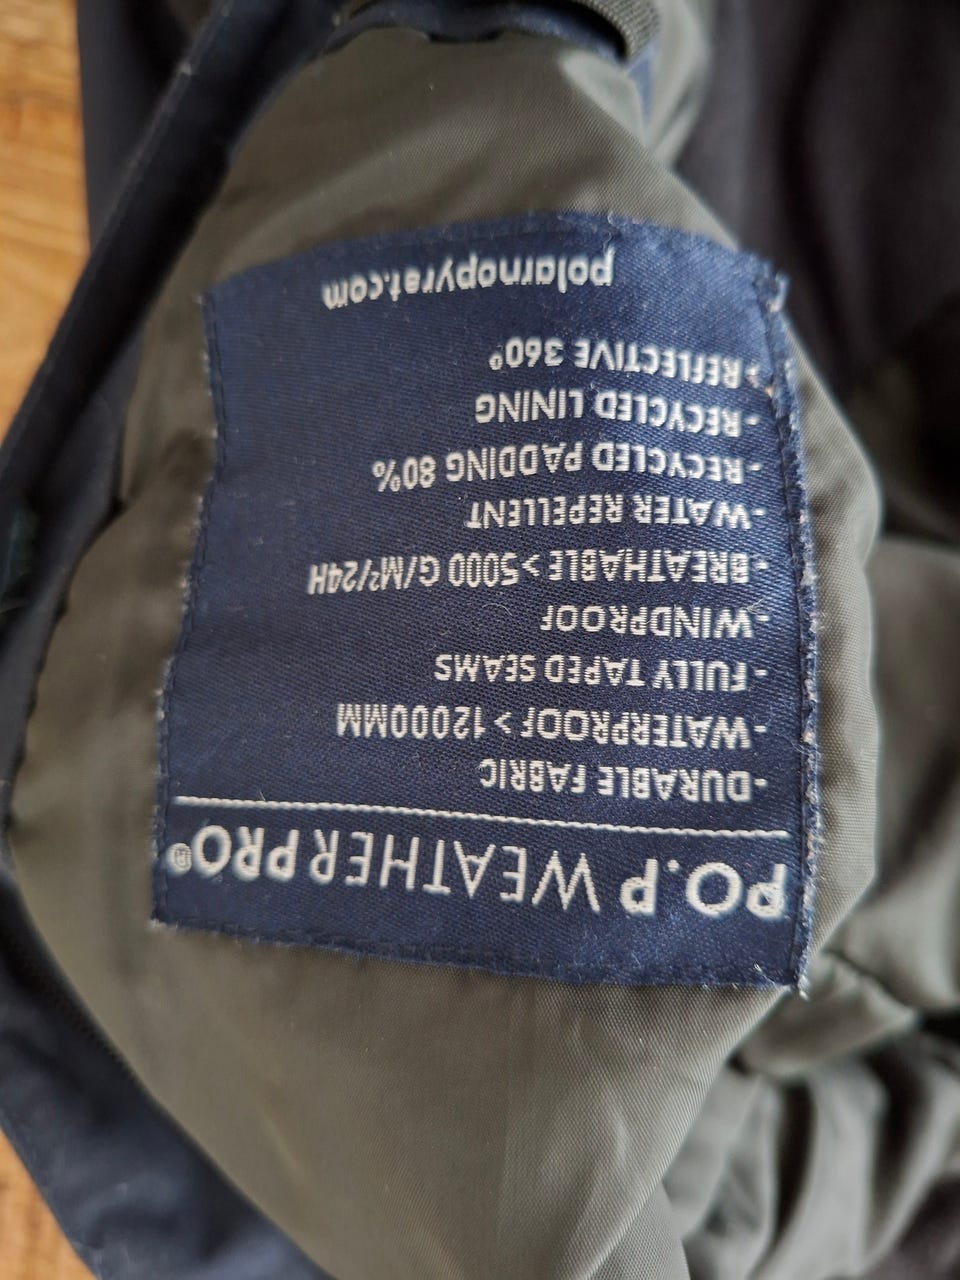 PO.P WEATHERPRO®
-DURABLE FABRIC
-WATERPROOF > 12000MM
-FULLY TAPED SEAMS
-WINDPROOF
-BREATHABLE >5000 G/M²/24H
-WATER REPELLENT
-RECYCLED PADDING 80%
-RECYCLED LINING
-REFLECTIVE 360°
polarnopyrat.com